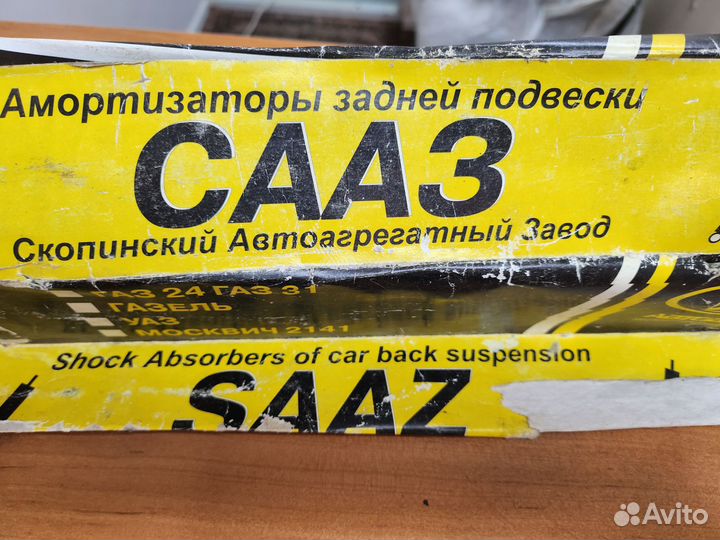 Амортизаторы задней подвески
СААЗ
Скопинский Автоагрегатный Завод
ГАЗ 24 ГАЗ 31
ГАЗЕЛЬ
УАЗ
МОСКВИЧ 2141
Shock Absorbers of car back suspension
SAAZ
Avito